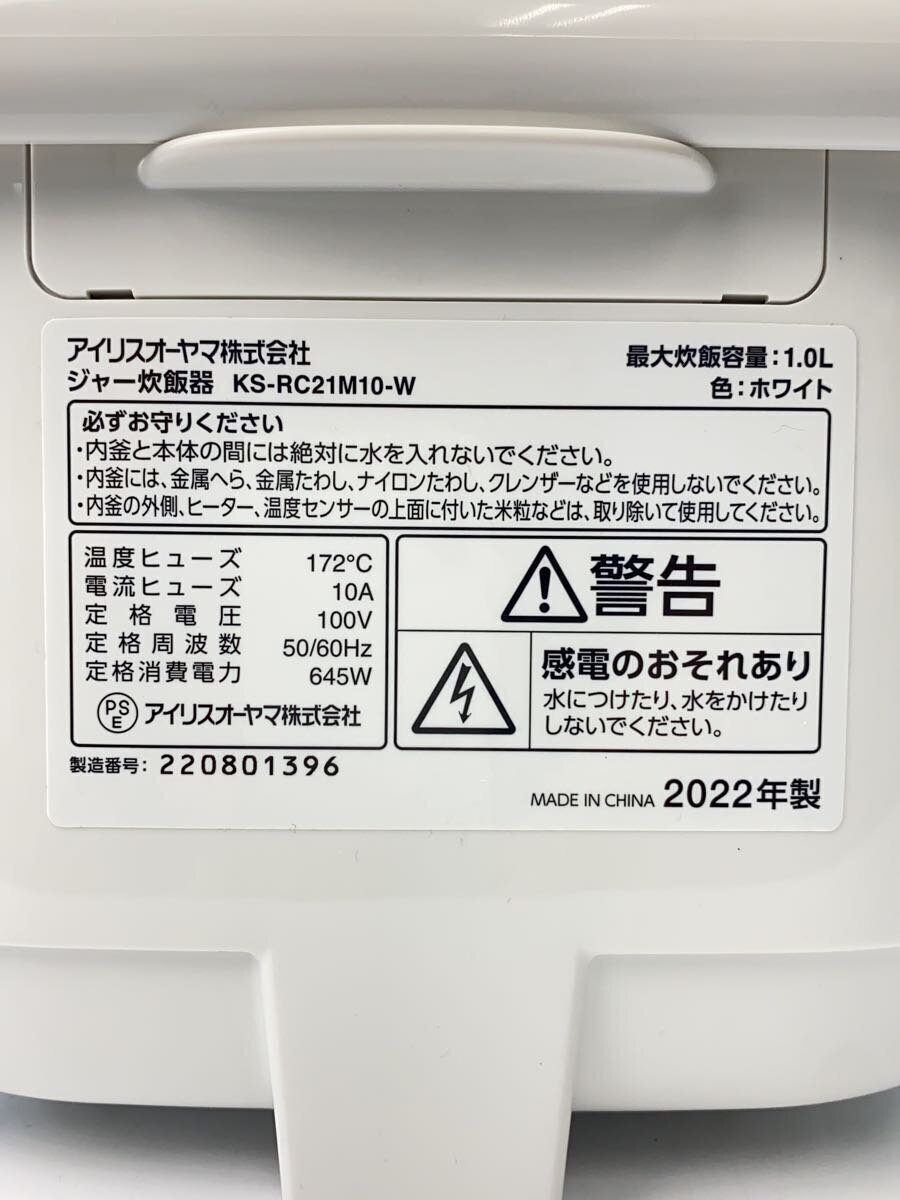 アイリスオーヤマ株式会社
最大炊飯容量:1.0L
ジャー炊飯器 KS-RC21M10-W
色:ホワイト
必ずお守りください
・内釜と本体の間には絶対に水を入れないでください。
・内釜には、金属へら、金属たわし、ナイロンたわし、クレンザーなどを使用しないでください。
・内釜の外側、ヒーター、温度センサーの上面に付いた米粒などは、取り除いて使用してください。
温度ヒューズ 172℃
電流ヒューズ 10A
定格電圧 100V
定格周波数 50/60Hz
定格消費電力 645W
PSE アイリスオーヤマ株式会社
警告
感電のおそれあり
水につけたり、水をかけたり
しないでください。
製造番号: 220801396
MADE IN CHINA 2022年製